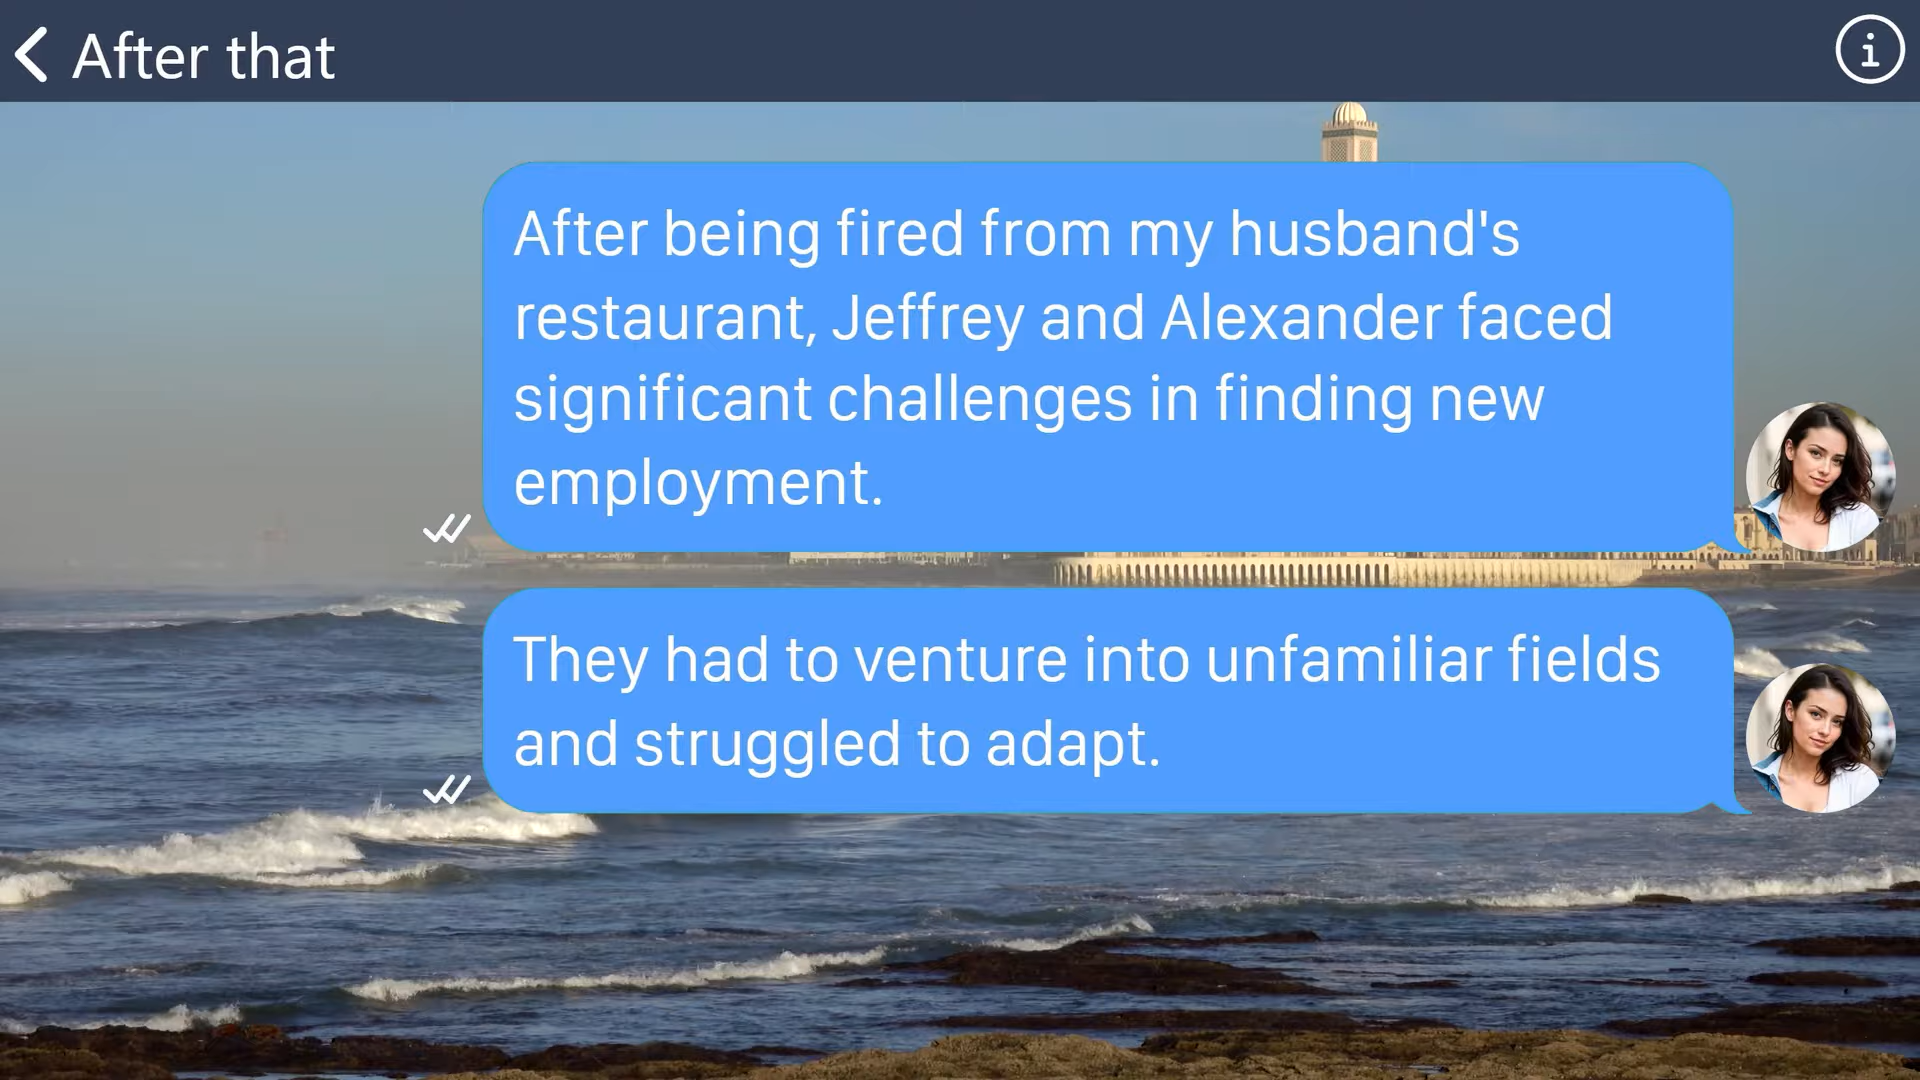 After that
After being fired from my husband's
restaurant, Jeffrey and Alexander faced
significant challenges in finding new
employment.
They had to venture into unfamiliar fields
and struggled to adapt.